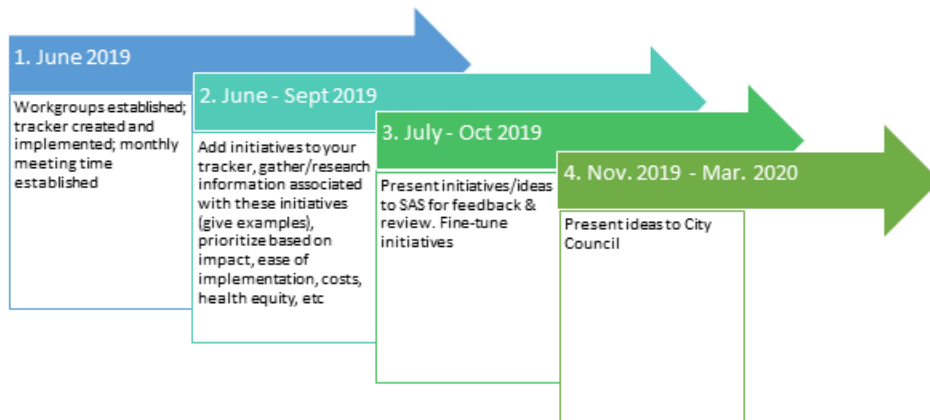 1. June 2019
Workgroups established;
tracker created and
implemented; monthly
meeting time
established
2. June - Sept 2019
Add initiatives to your
tracker, gather/research
information associated
with these initiatives
(give examples),
prioritize based on
impact, ease of
implementation, costs,
health equity, etc
3. July - Oct 2019
Present initiatives/ideas
to SAS for feedback &
review. Fine-tune
initiatives
4. Nov. 2019 - Mar. 2020
Present ideas to City
Council